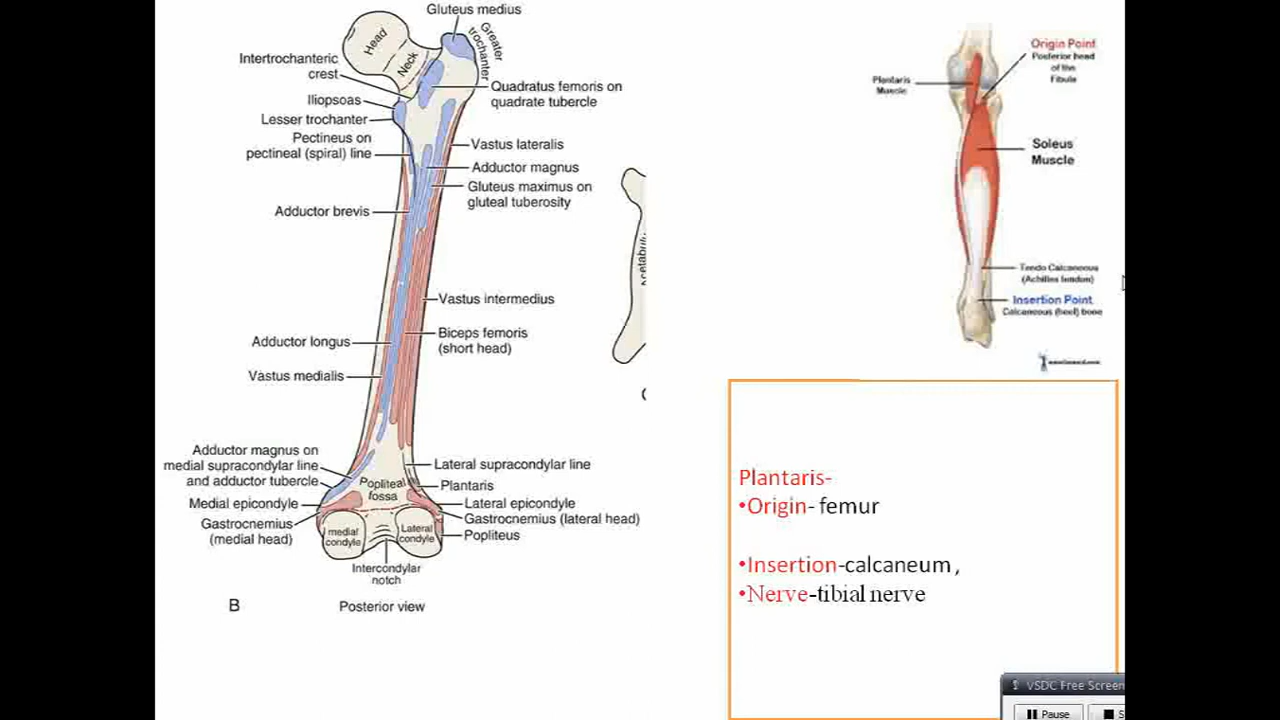 Gluteus medius
Greater
trochanter
Head
Neck
Intertrochanteric
crest
Quadratus femoris on
quadrate tubercle
Iliopsoas
Lesser trochanter
Pectineus on
pectineal (spiral) line
Vastus lateralis
Adductor magnus
Gluteus maximus on
gluteal tuberosity
Adductor brevis
Vastus intermedius
Biceps femoris
(short head)
Adductor longus
Vastus medialis
Adductor magnus on
medial supracondylar line
and adductor tubercle
Lateral supracondylar line
Popliteal
fossa
Plantaris
Medial epicondyle
Lateral epicondyle
Gastrocnemius
(medial head)
Gastrocnemius (lateral head)
medial
condyle
Lateral
condyle
Popliteus
Intercondylar
notch
B
Posterior view
Acetabul
Origin Point
Posterior head
of the
Fibula
Plantaris
Muscle
Soleus
Muscle
Tendo Calcaneous
(Achilles tendon)
Insertion Point
Calcaneous (heel) bone
Plantaris-
•Origin- femur
•Insertion-calcaneum ,
•Nerve-tibial nerve
VSDC Free Screen
Pause
S